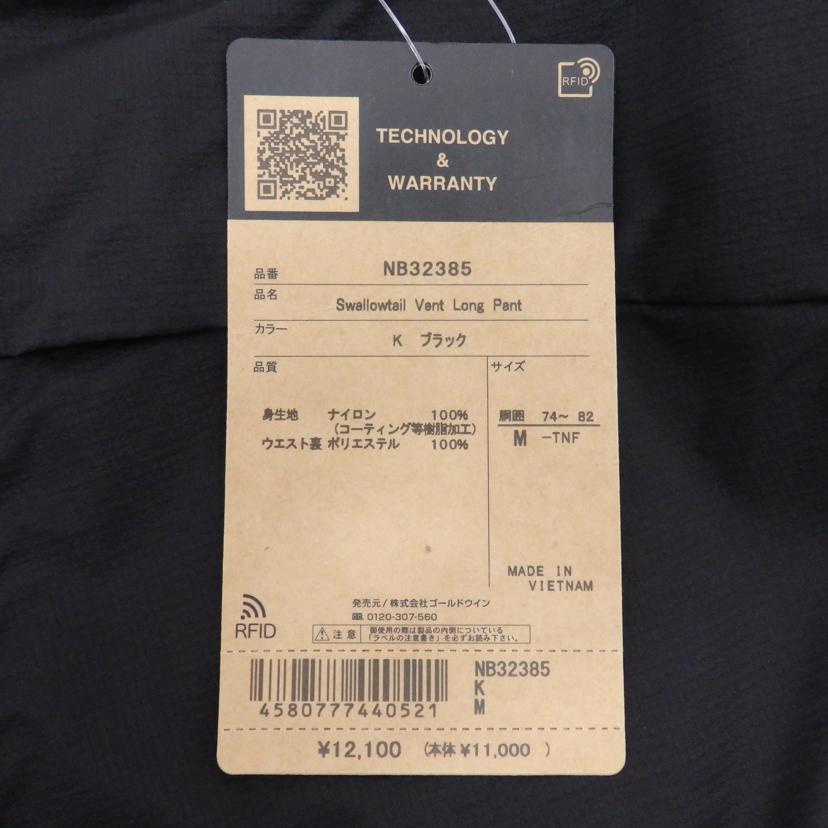 RFID
TECHNOLOGY
&
WARRANTY
品番 NB32385
品名 Swallowtail Vent Long Pant
カラー K ブラック
品質
身生地 ナイロン 100%
(コーティング等樹脂加工)
ウエスト裏 ポリエステル 100%
サイズ
胴囲 74～ 82
M -TNF
MADE IN
VIETNAM
RFID
発売元/株式会社ゴールドウイン
0120-307-560
注意 御使用の際は製品の内側についている
「ラベルの注意書き」を必ずお読み下さい。
4580777440521
NB32385
K
M
¥12,100 (本体 ¥11,000 )